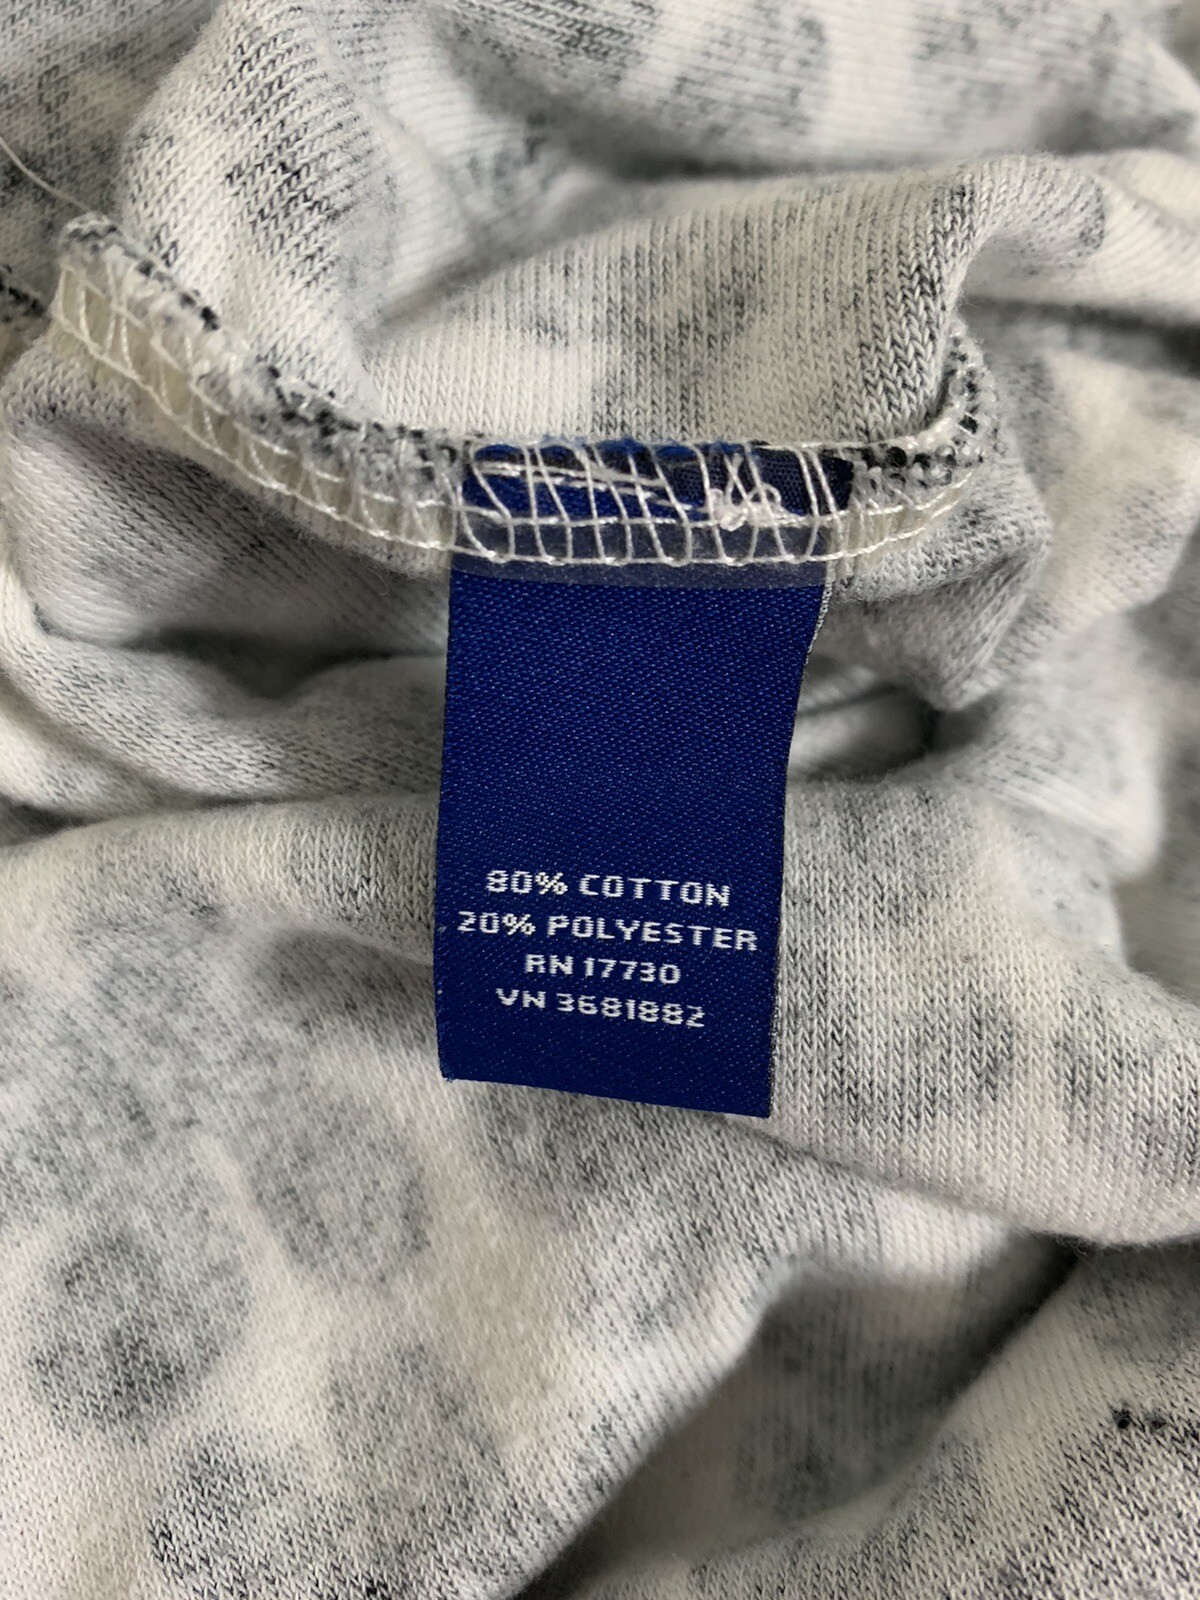 80% COTTON
20% POLYESTER
RN 17730
VN 3681882